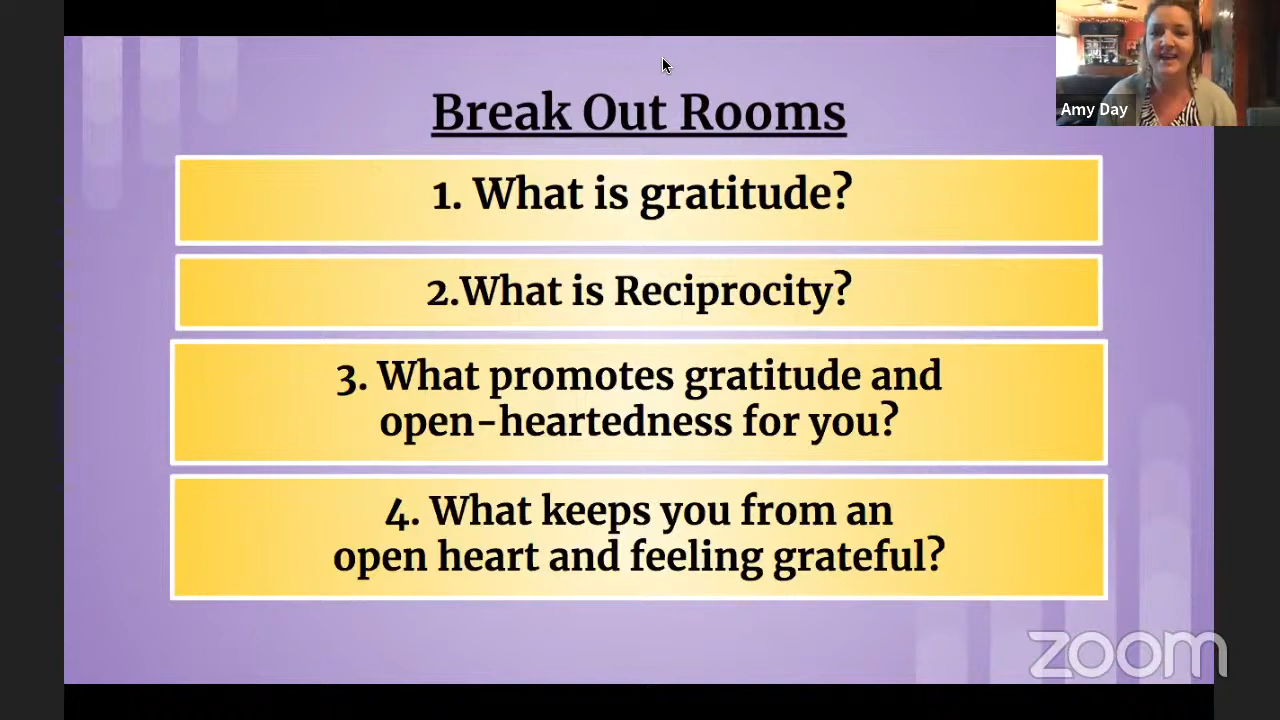 Break Out Rooms
1. What is gratitude?
2.What is Reciprocity?
3. What promotes gratitude and
open-heartedness for you?
4. What keeps you from an
open heart and feeling grateful?
Amy Day
zoom